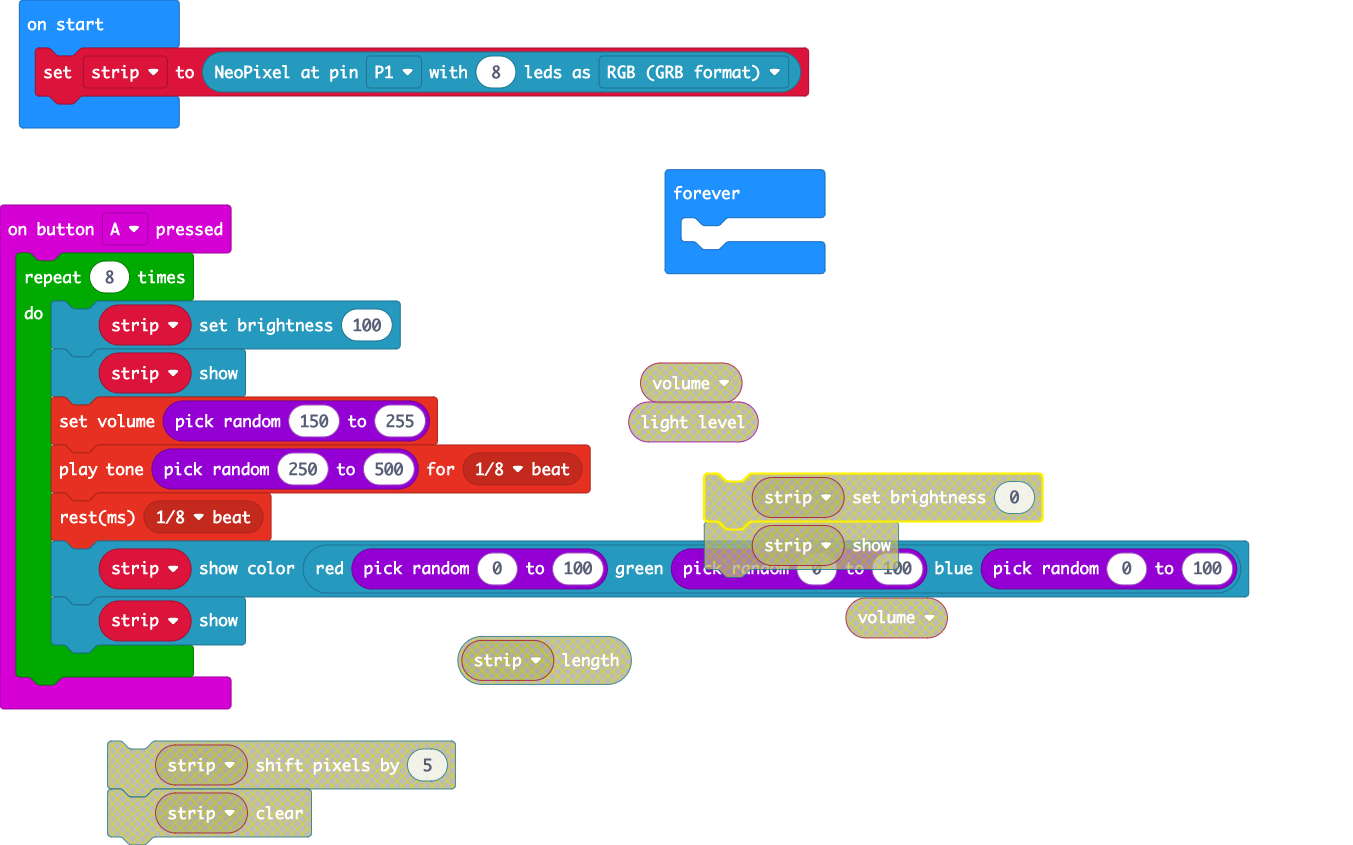 on start
set strip to NeoPixel at pin P1 with 8 leds as RGB (GRB format)
forever
on button A pressed
repeat 8 times
do
strip set brightness 100
strip show
set volume pick random 150 to 255
play tone pick random 250 to 500 for 1/8 beat
rest(ms) 1/8 beat
strip show color red pick random 0 to 100 green pick random 0 to 100 blue pick random 0 to 100
strip show
volume
light level
strip set brightness 0
strip show
volume
strip length
strip shift pixels by 5
strip clear